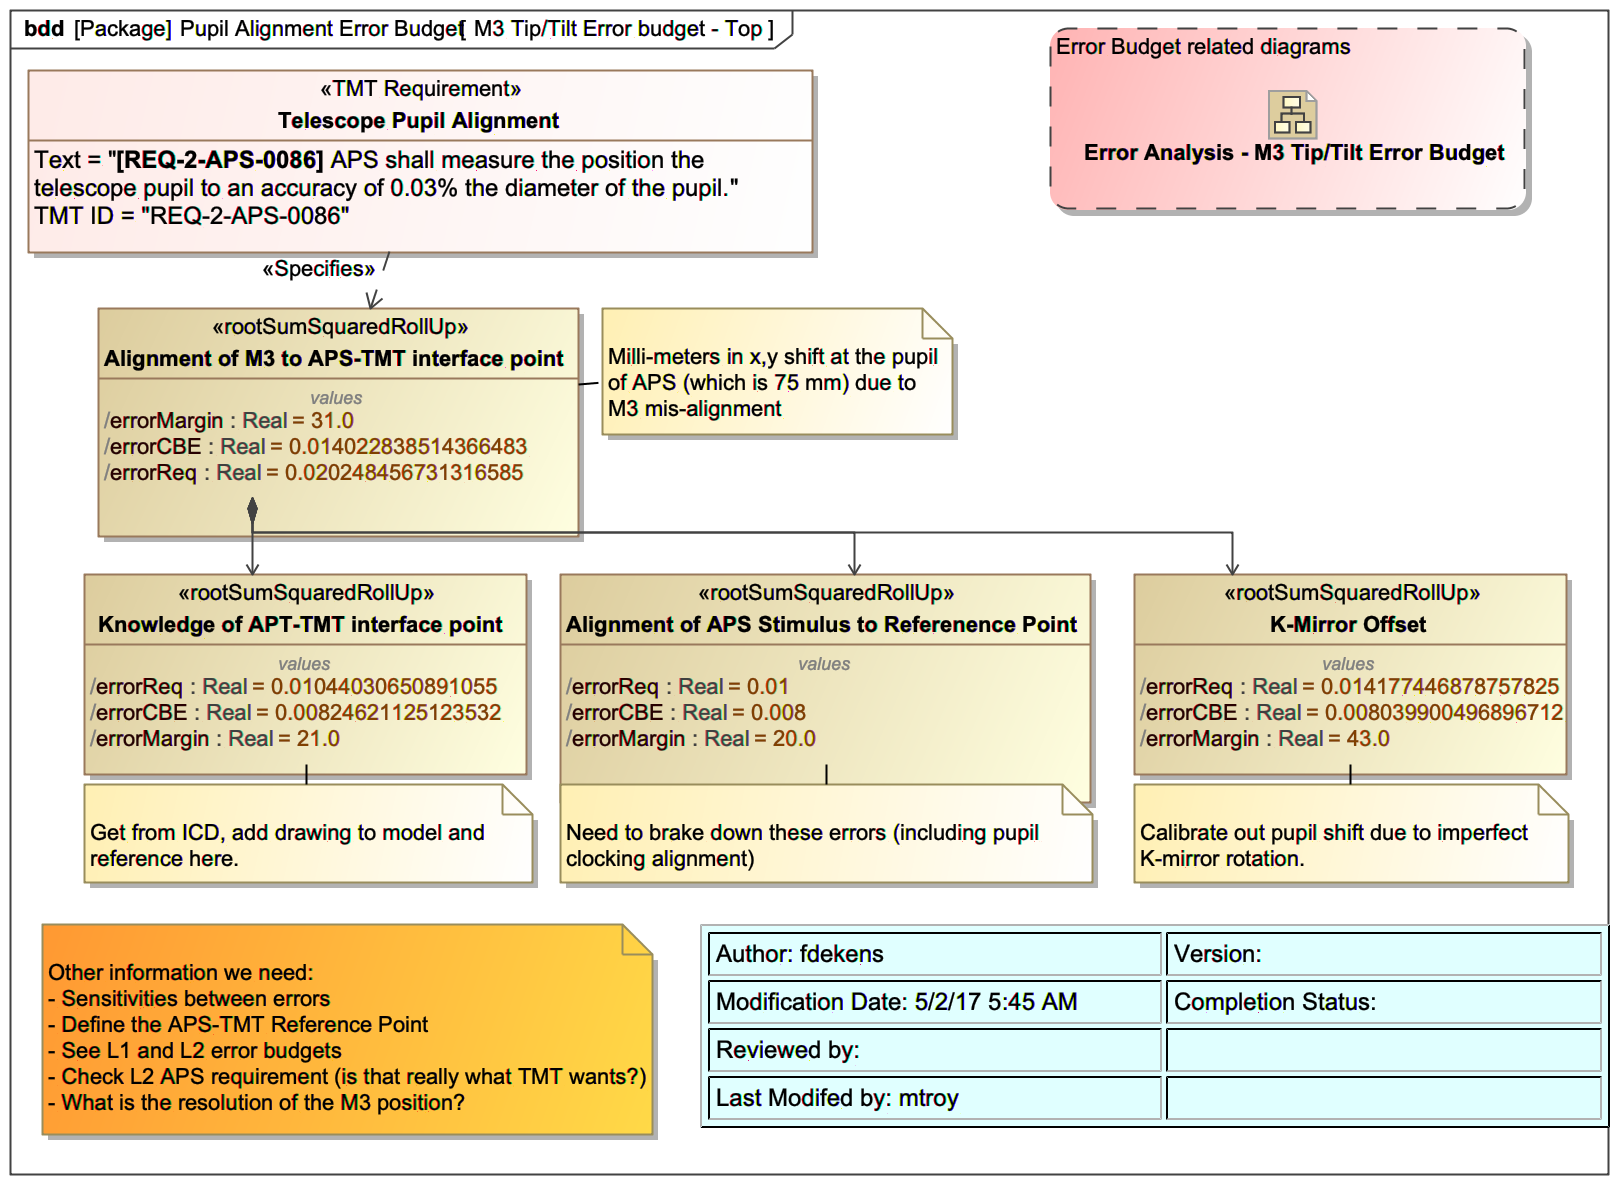 bdd [Package] Pupil Alignment Error Budget[ M3 Tip/Tilt Error budget - Top ]
Error Budget related diagrams
Error Analysis - M3 Tip/Tilt Error Budget
«TMT Requirement»
Telescope Pupil Alignment
Text = "[REQ-2-APS-0086] APS shall measure the position the
telescope pupil to an accuracy of 0.03% the diameter of the pupil."
TMT ID = "REQ-2-APS-0086"
«Specifies»
«rootSumSquaredRollUp»
Alignment of M3 to APS-TMT interface point
values
/errorMargin : Real = 31.0
/errorCBE : Real = 0.014022838514366483
/errorReq : Real = 0.020248456731316585
Milli-meters in x,y shift at the pupil
of APS (which is 75 mm) due to
M3 mis-alignment
«rootSumSquaredRollUp»
Knowledge of APT-TMT interface point
values
/errorReq : Real = 0.01044030650891055
/errorCBE : Real = 0.00824621125123532
/errorMargin : Real = 21.0
Get from ICD, add drawing to model and
reference here.
«rootSumSquaredRollUp»
Alignment of APS Stimulus to Referenence Point
values
/errorReq : Real = 0.01
/errorCBE : Real = 0.008
/errorMargin : Real = 20.0
Need to brake down these errors (including pupil
clocking alignment)
«rootSumSquaredRollUp»
K-Mirror Offset
values
/errorReq : Real = 0.014177446878757825
/errorCBE : Real = 0.008039900496896712
/errorMargin : Real = 43.0
Calibrate out pupil shift due to imperfect
K-mirror rotation.
Other information we need:
- Sensitivities between errors
- Define the APS-TMT Reference Point
- See L1 and L2 error budgets
- Check L2 APS requirement (is that really what TMT wants?)
- What is the resolution of the M3 position?
Author: fdekens
Version:
Modification Date: 5/2/17 5:45 AM
Completion Status:
Reviewed by:
Last Modifed by: mtroy